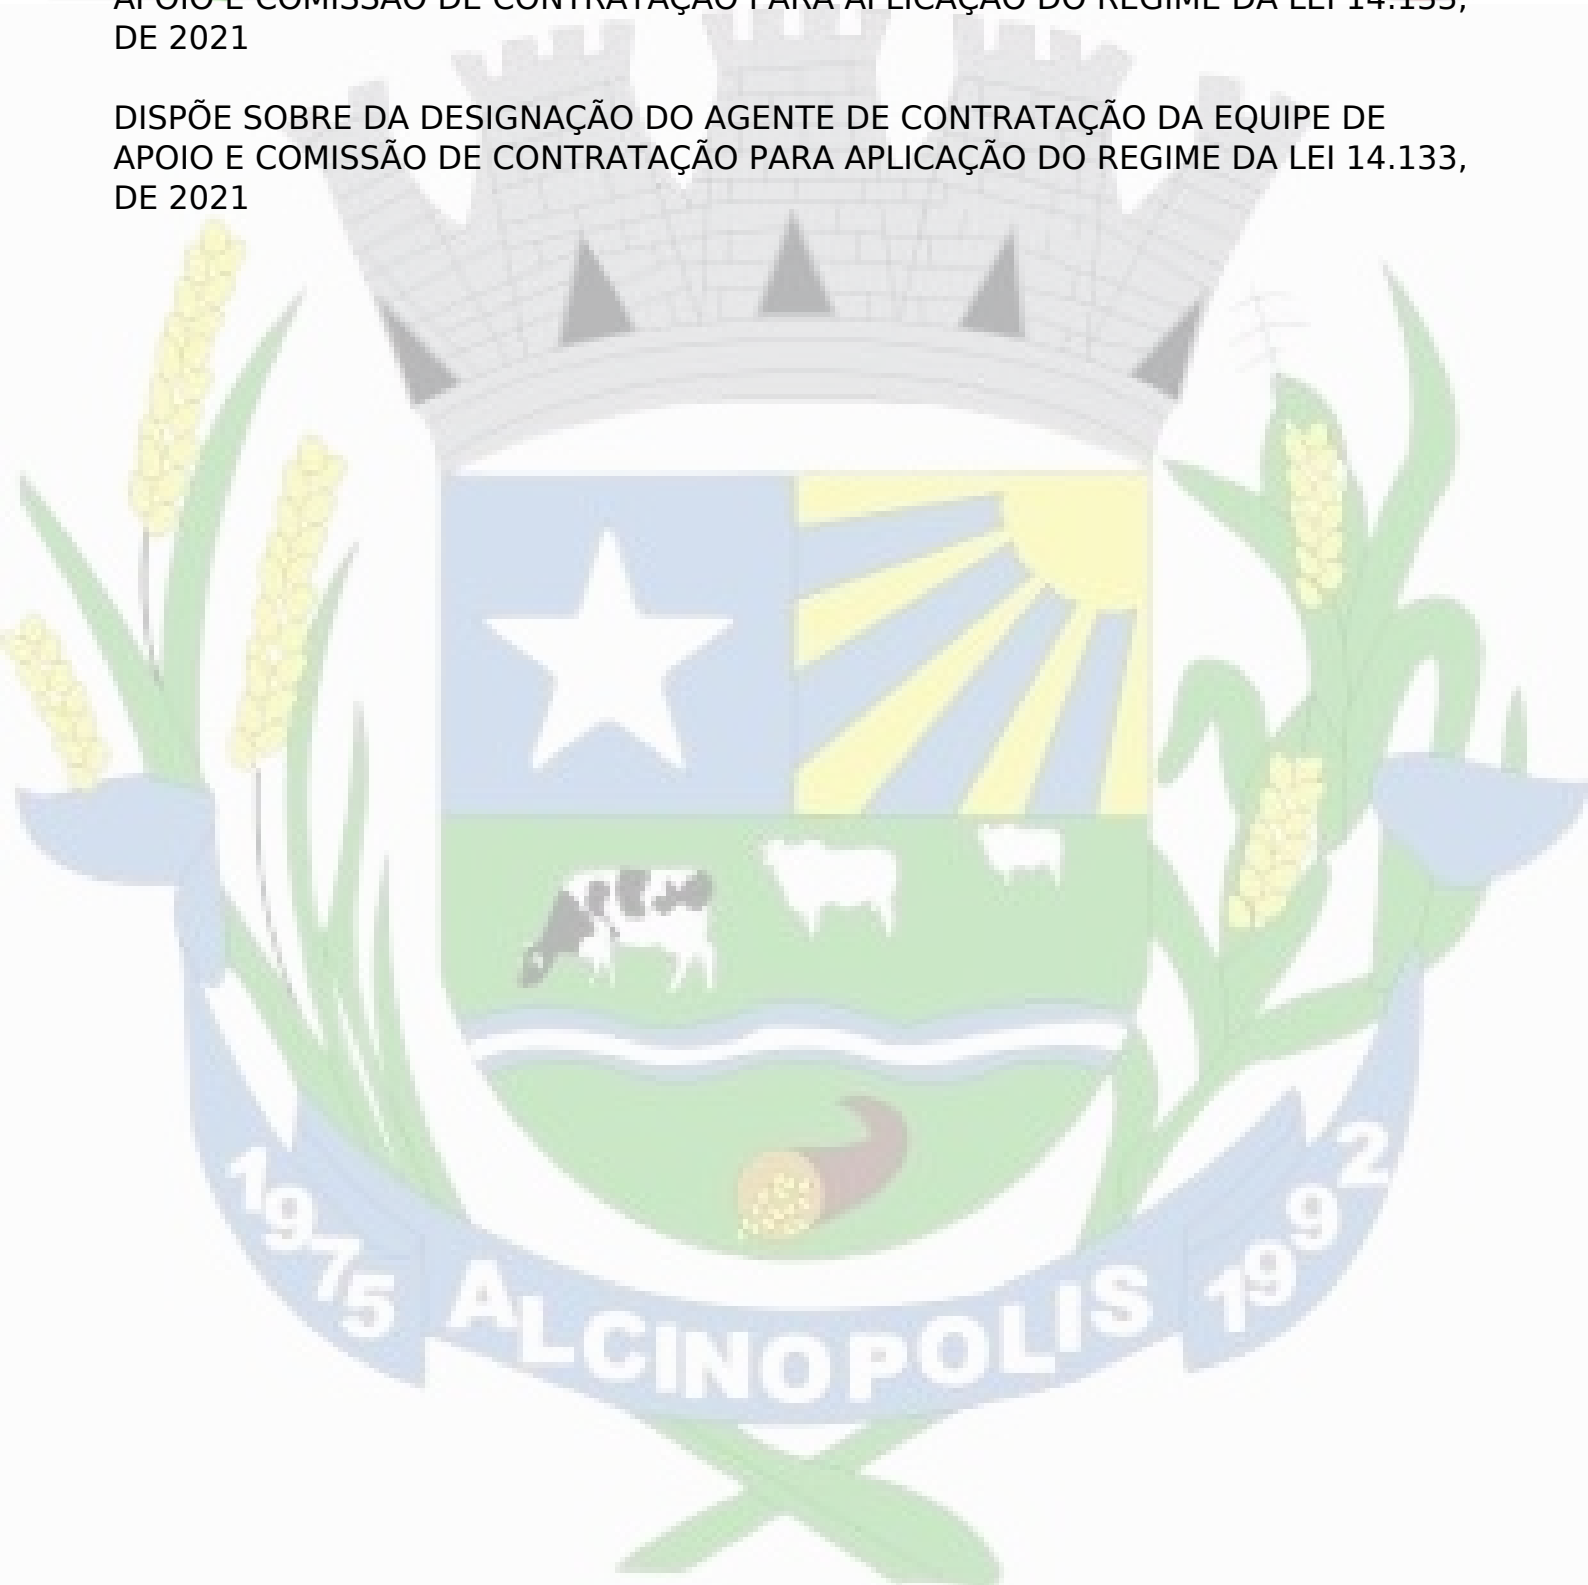 APOIO E COMISSÃO DE CONTRATAÇÃO PARA APLICAÇÃO DO REGIME DA LEI 14.133,
DE 2021
DISPÕE SOBRE DA DESIGNAÇÃO DO AGENTE DE CONTRATAÇÃO DA EQUIPE DE
APOIO E COMISSÃO DE CONTRATAÇÃO PARA APLICAÇÃO DO REGIME DA LEI 14.133,
DE 2021
1975 ALCINOPOLIS 1992